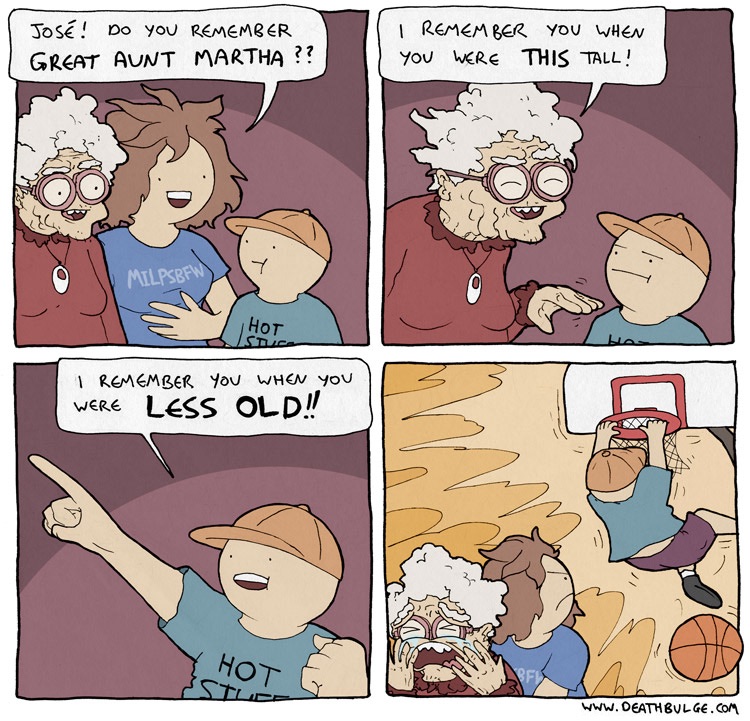 JOSÉ! DO YOU REMEMBER
GREAT AUNT MARTHA??
MILPSBFW
HOT
I REMEMBER YOU WHEN
YOU WERE THIS TALL!
I REMEMBER YOU WHEN YOU
WERE LESS OLD!!
HOT
STUFF
WWW.DEATHBULGE.COM